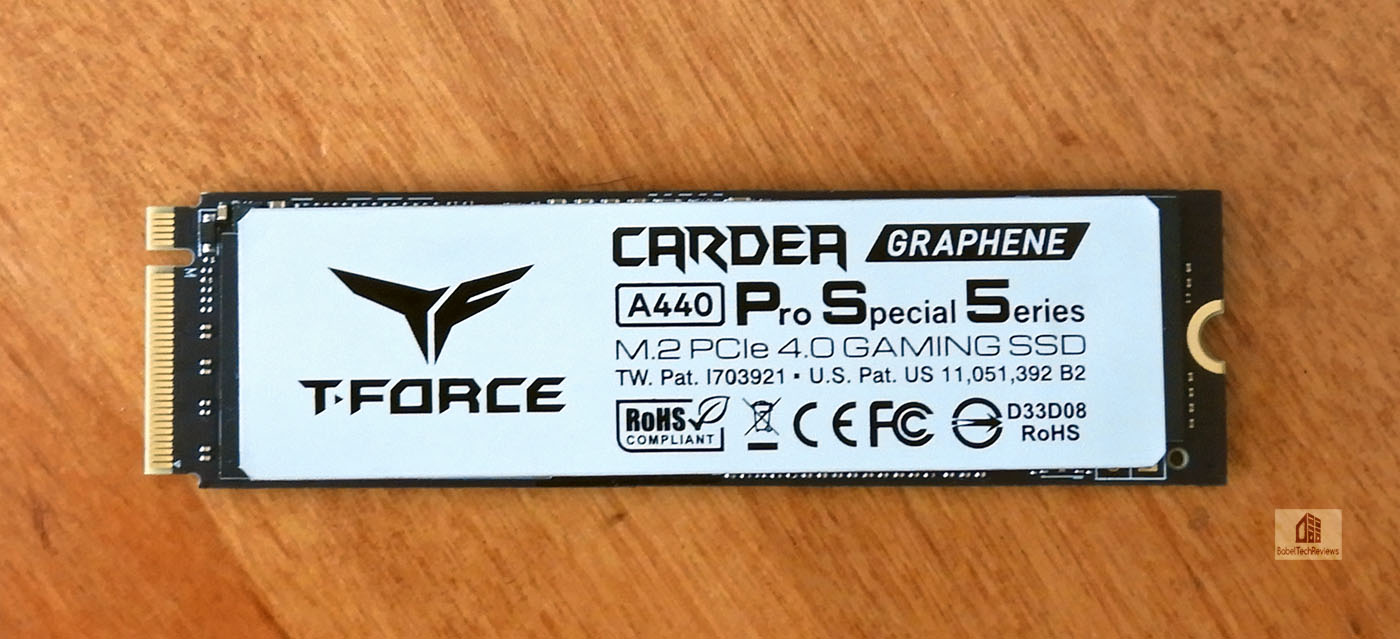 M
T-FORCE
CARDEA GRAPHENE
A440 Pro Special 5eries
M.2 PCIe 4.0 GAMING SSD
TW. Pat. I703921 ▪ U.S. Pat. US 11,051,392 B2
RoHS
COMPLIANT
CE FC D33D08
RoHS
BabelTechReviews